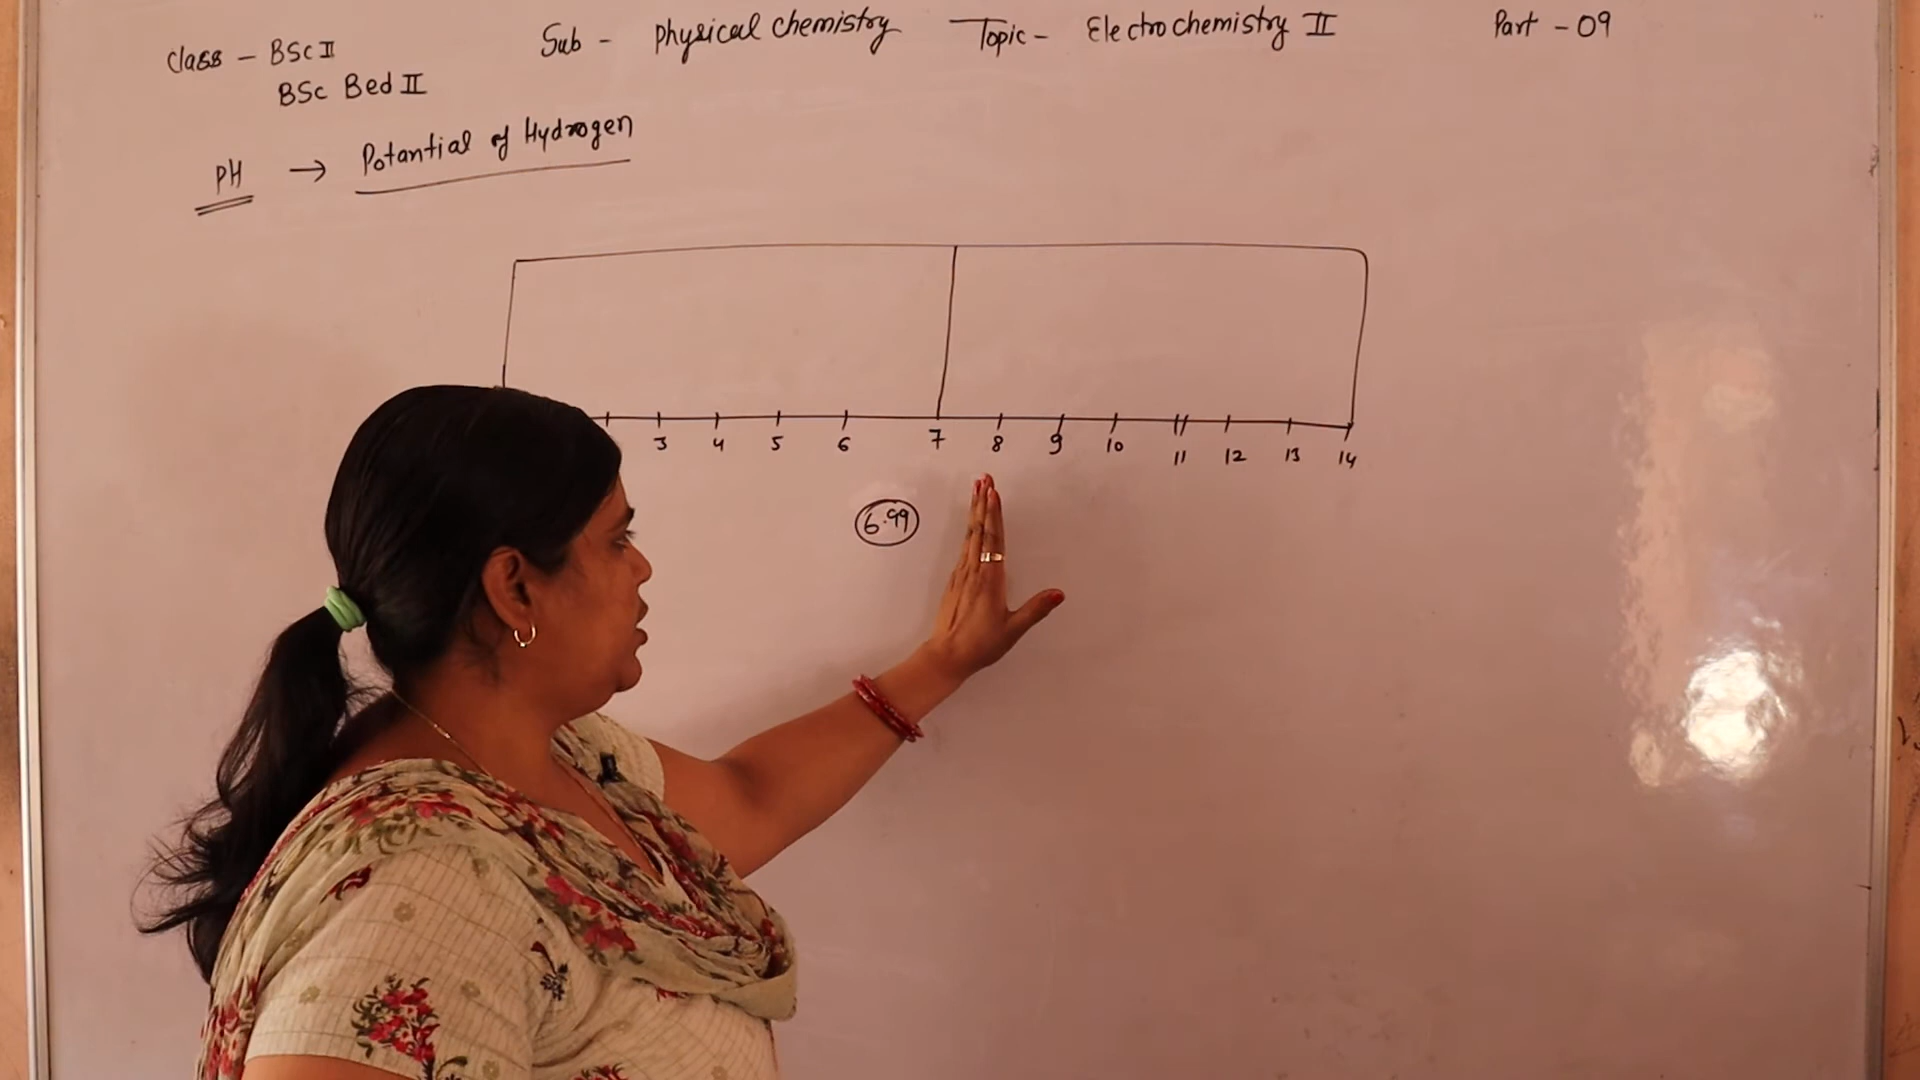 Class - BSc II Sub - Physical Chemistry Topic - Electrochemistry II Part - 09
BSc Bed II
PH → Potantial of Hydrogen
3 4 5 6 7 8 9 10 11 12 13 14
6.99